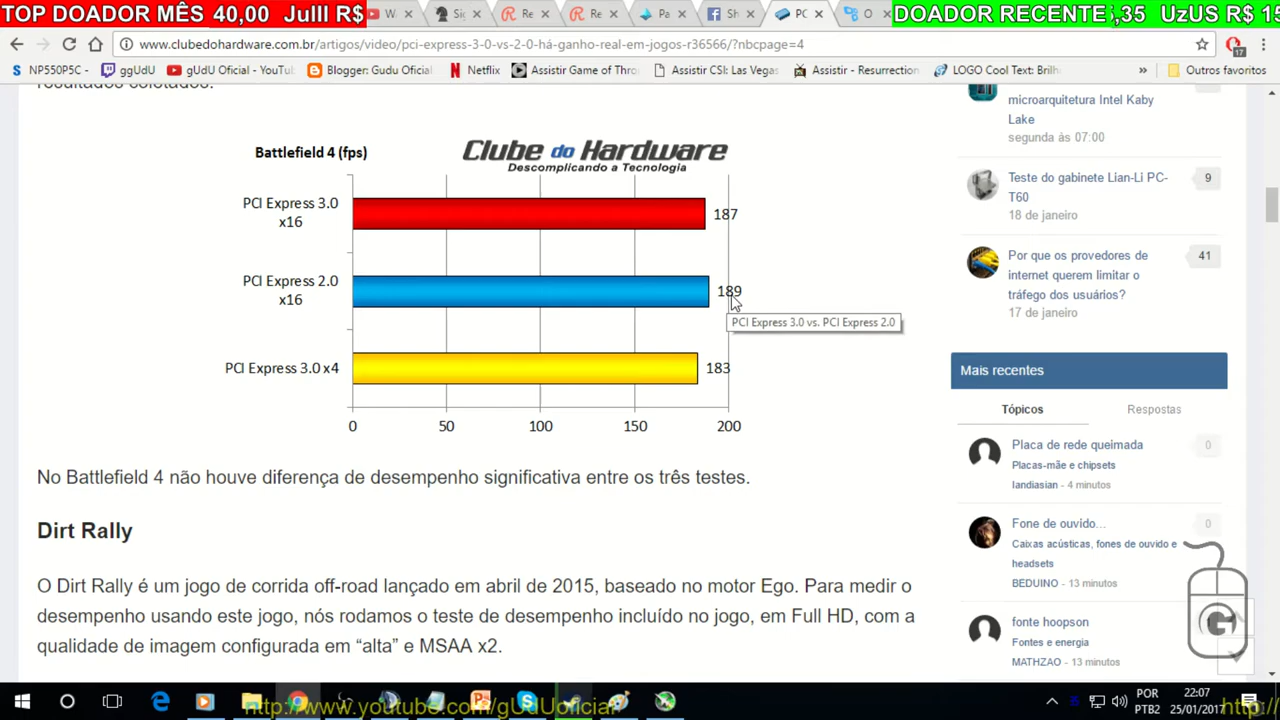 TOP DOADOR MÊS 40,00 Julll R$
DOADOR RECENTE ,35 UzUS R$ 15
Wa
Sig
Re
Re
Pa
Sh
PC
O
www.clubedohardware.com.br/artigos/video/pci-express-3-0-vs-2-0-há-ganho-real-em-jogos-r36566/?nbcpage=4
17
NP550P5C -
ggUdU
gUdU Oficial - YouTu
Blogger: Gudu Oficial
Netflix
Assistir Game of Thro
Assistir CSI: Las Vegas
Assistir - Resurrection
LOGO Cool Text: Brilh
»
Outros favoritos
resultados coletados.
Battlefield 4 (fps)
Clube do Hardware
Descomplicando a Tecnologia
PCI Express 3.0
x16
187
PCI Express 2.0
x16
189
PCI Express 3.0 vs. PCI Express 2.0
PCI Express 3.0 x4
183
0
50
100
150
200
No Battlefield 4 não houve diferença de desempenho significativa entre os três testes.
Dirt Rally
O Dirt Rally é um jogo de corrida off-road lançado em abril de 2015, baseado no motor Ego. Para medir o
desempenho usando este jogo, nós rodamos o teste de desempenho incluído no jogo, em Full HD, com a
qualidade de imagem configurada em “alta” e MSAA x2.
microarquitetura Intel Kaby
Lake
segunda às 07:00
Teste do gabinete Lian-Li PC-
T60
18 de janeiro
9
Por que os provedores de
internet querem limitar o
tráfego dos usuários?
17 de janeiro
41
Mais recentes
Tópicos
Respostas
Placa de rede queimada
Placas-mãe e chipsets
landiasian - 4 minutos
0
Fone de ouvido...
Caixas acústicas, fones de ouvido e
headsets
BEDUINO - 13 minutos
0
fonte hoopson
Fontes e energia
MATHZAO - 13 minutos
G
http://www.youtube.com/gUdUoficial
POR
PTB2
22:07
25/01/2017
http://